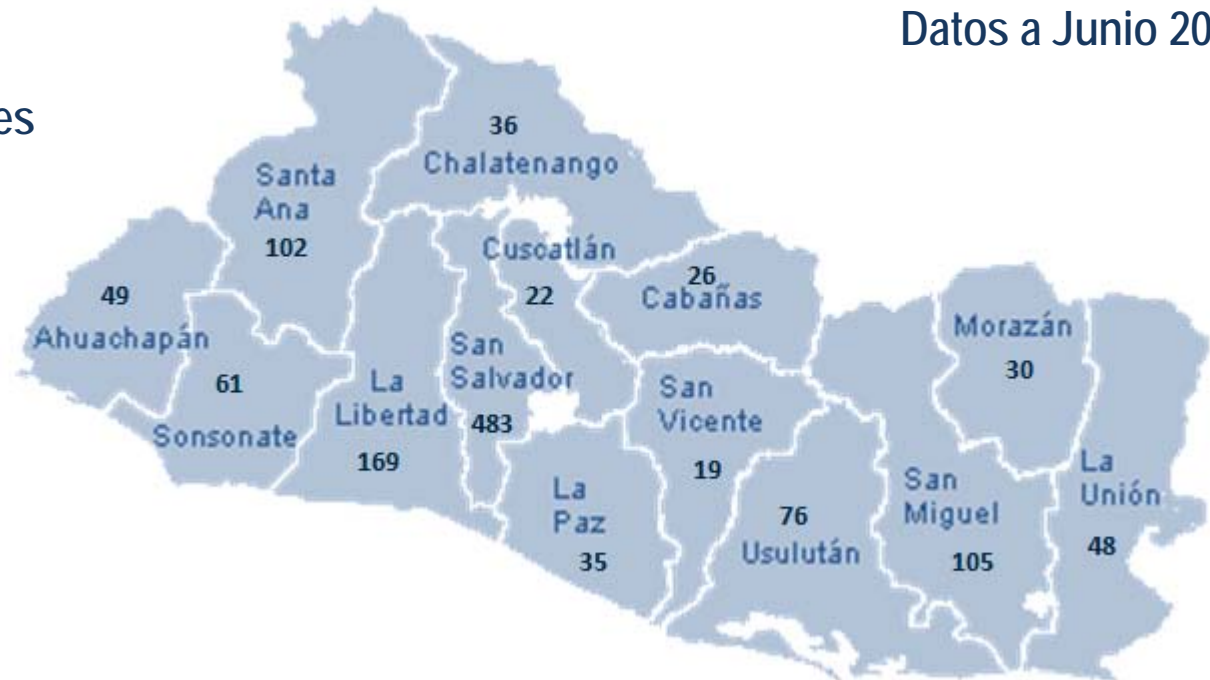 Datos a Junio 20
es
36
Chalatenango
Santa
Ana
102
Cuscatlán
22
26
Cabañas
49
Ahuachapán
61
Sonsonate
La
Libertad
169
San
Salvador
483
San
Vicente
19
La
Paz
35
76
Usulután
San
Miguel
105
Morazán
30
La
Unión
48